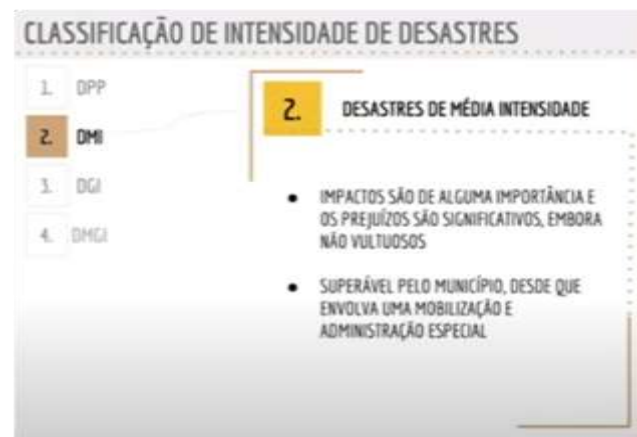 CLASSIFICAÇÃO DE INTENSIDADE DE DESASTRES
1. DPP
2. DMI
3. DGI
4. DMGI
2. DESASTRES DE MÉDIA INTENSIDADE
• IMPACTOS SÃO DE ALGUMA IMPORTÂNCIA E
OS PREJUÍZOS SÃO SIGNIFICATIVOS, EMBORA
NÃO VULTUOSOS
• SUPERÁVEL PELO MUNICÍPIO, DESDE QUE
ENVOLVA UMA MOBILIZAÇÃO E
ADMINISTRAÇÃO ESPECIAL